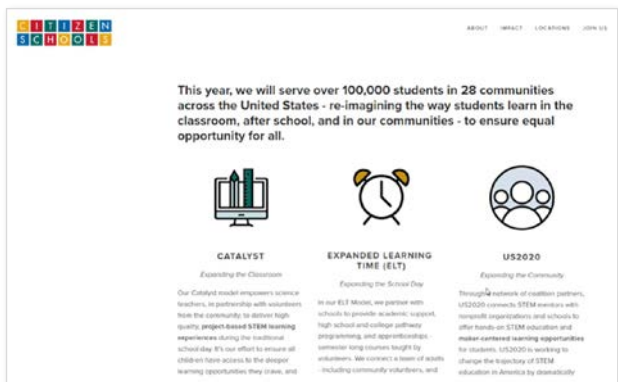 CITIZEN
SCHOOLS
ABOUT IMPACT LOCATIONS JOIN US
This year, we will serve over 100,000 students in 28 communities
across the United States - re-imagining the way students learn in the
classroom, after school, and in our communities - to ensure equal
opportunity for all.
CATALYST
Expanding the Classroom
Our Catalyst model empowers science
teachers, in partnership with volunteers
from the community, to deliver high
quality, project-based STEM learning
experiences during the traditional
school day. It's our effort to ensure all
children have access to the deeper
learning opportunities they crave, and
EXPANDED LEARNING
TIME (ELT)
Expanding the School Day
In our ELT Model, we partner with
schools to provide academic support,
high school and college pathway
programming, and apprenticeships -
semester long courses taught by
volunteers. We connect a team of adults
- including community volunteers, and
US2020
Expanding the Community
Through network of coalition partners,
US2020 connects STEM mentors with
nonprofit organizations and schools to
offer hands on STEM education and
maker-centered learning opportunities
for students. US2020 is working to
change the trajectory of STEM
education in America by dramatically